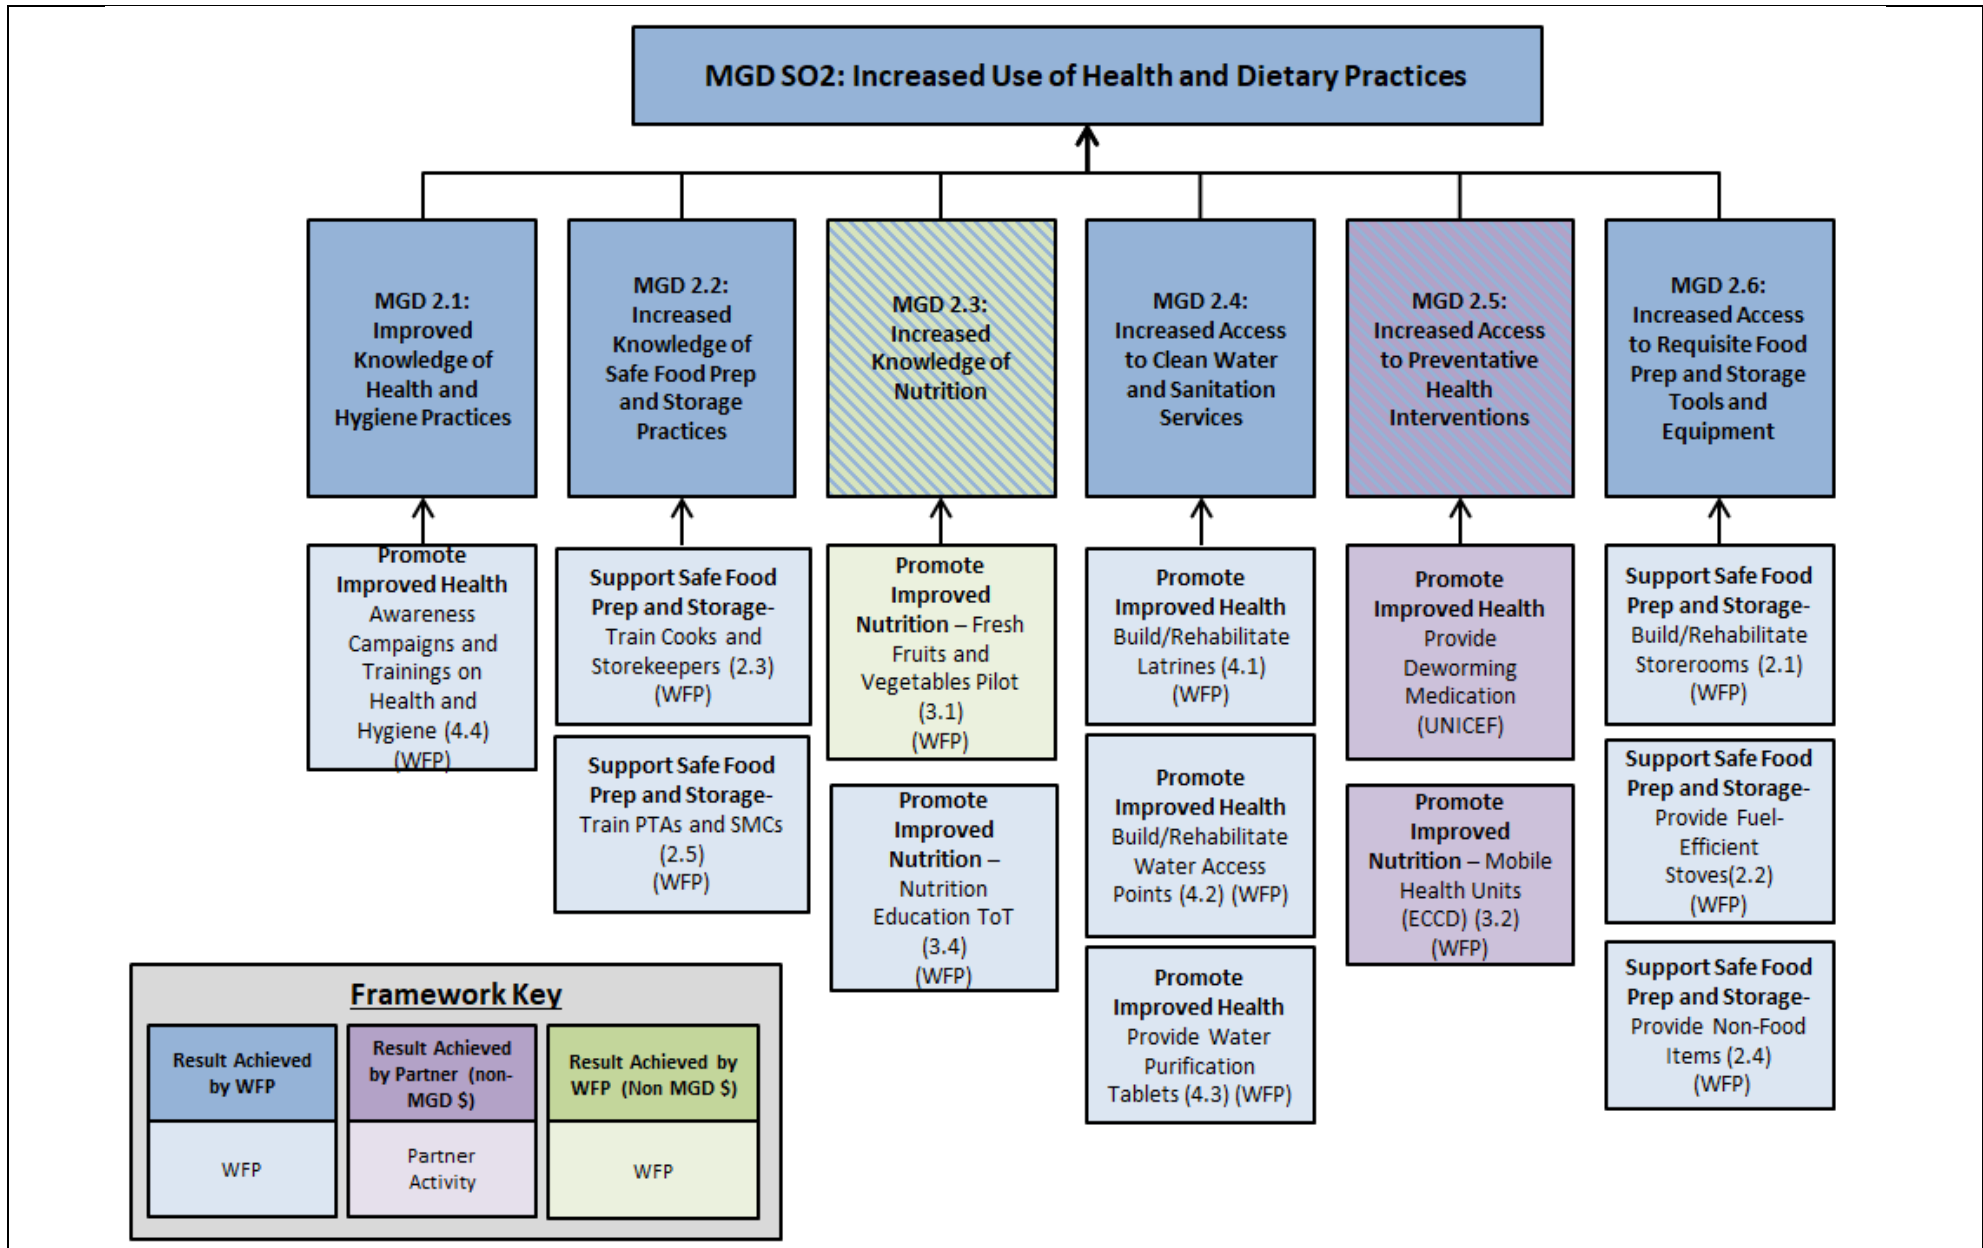 MGD SO2: Increased Use of Health and Dietary Practices
MGD 2.1:
Improved
Knowledge of
Health and
Hygiene Practices
MGD 2.2:
Increased
Knowledge of
Safe Food Prep
and Storage
Practices
MGD 2.3:
Increased
Knowledge of
Nutrition
MGD 2.4:
Increased Access
to Clean Water
and Sanitation
Services
MGD 2.5:
Increased Access
to Preventative
Health
Interventions
MGD 2.6:
Increased Access
to Requisite Food
Prep and Storage
Tools and
Equipment
Promote
Improved Health
Awareness
Campaigns and
Trainings on
Health and
Hygiene (4.4)
(WFP)
Support Safe Food
Prep and Storage-
Train Cooks and
Storekeepers (2.3)
(WFP)
Support Safe Food
Prep and Storage-
Train PTAs and SMCs
(2.5)
(WFP)
Promote
Improved
Nutrition – Fresh
Fruits and
Vegetables Pilot
(3.1)
(WFP)
Promote
Improved
Nutrition –
Nutrition
Education ToT
(3.4)
(WFP)
Promote
Improved Health
Build/Rehabilitate
Latrines (4.1)
(WFP)
Promote
Improved Health
Build/Rehabilitate
Water Access
Points (4.2) (WFP)
Promote
Improved Health
Provide Water
Purification
Tablets (4.3) (WFP)
Promote
Improved Health
Provide
Deworming
Medication
(UNICEF)
Promote
Improved
Nutrition – Mobile
Health Units
(ECCD) (3.2)
(WFP)
Support Safe Food
Prep and Storage-
Build/Rehabilitate
Storerooms (2.1)
(WFP)
Support Safe Food
Prep and Storage-
Provide Fuel-
Efficient
Stoves(2.2)
(WFP)
Support Safe Food
Prep and Storage-
Provide Non-Food
Items (2.4)
(WFP)
Framework Key
Result Achieved
by WFP
Result Achieved
by Partner (non-
MGD $)
Result Achieved by
WFP (Non MGD $)
WFP
Partner
Activity
WFP